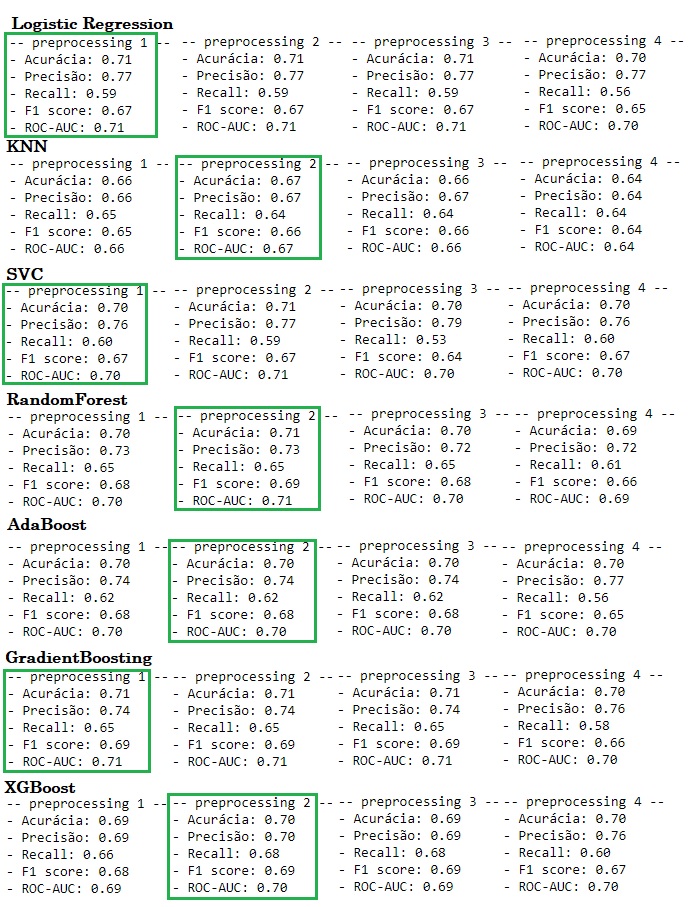 Logistic Regression
-- preprocessing 1 -- -- preprocessing 2 -- -- preprocessing 3 -- -- preprocessing 4 --
- Acurácia: 0.71 - Acurácia: 0.71 - Acurácia: 0.71 - Acurácia: 0.70
- Precisão: 0.77 - Precisão: 0.77 - Precisão: 0.77 - Precisão: 0.77
- Recall: 0.59 - Recall: 0.59 - Recall: 0.59 - Recall: 0.56
- F1 score: 0.67 - F1 score: 0.67 - F1 score: 0.67 - F1 score: 0.65
- ROC-AUC: 0.71 - ROC-AUC: 0.71 - ROC-AUC: 0.71 - ROC-AUC: 0.70
KNN
-- preprocessing 1 -- -- preprocessing 2 -- -- preprocessing 3 -- -- preprocessing 4 --
- Acurácia: 0.66 - Acurácia: 0.67 - Acurácia: 0.66 - Acurácia: 0.64
- Precisão: 0.66 - Precisão: 0.67 - Precisão: 0.67 - Precisão: 0.64
- Recall: 0.65 - Recall: 0.64 - Recall: 0.64 - Recall: 0.64
- F1 score: 0.65 - F1 score: 0.66 - F1 score: 0.66 - F1 score: 0.64
- ROC-AUC: 0.66 - ROC-AUC: 0.67 - ROC-AUC: 0.66 - ROC-AUC: 0.64
SVC
-- preprocessing 1 -- -- preprocessing 2 -- -- preprocessing 3 -- -- preprocessing 4 --
- Acurácia: 0.70 - Acurácia: 0.71 - Acurácia: 0.70 - Acurácia: 0.70
- Precisão: 0.76 - Precisão: 0.77 - Precisão: 0.79 - Precisão: 0.76
- Recall: 0.60 - Recall: 0.59 - Recall: 0.53 - Recall: 0.60
- F1 score: 0.67 - F1 score: 0.67 - F1 score: 0.64 - F1 score: 0.67
- ROC-AUC: 0.70 - ROC-AUC: 0.71 - ROC-AUC: 0.70 - ROC-AUC: 0.70
RandomForest
-- preprocessing 1 -- -- preprocessing 2 -- -- preprocessing 3 -- -- preprocessing 4 --
- Acurácia: 0.70 - Acurácia: 0.71 - Acurácia: 0.70 - Acurácia: 0.69
- Precisão: 0.73 - Precisão: 0.73 - Precisão: 0.72 - Precisão: 0.72
- Recall: 0.65 - Recall: 0.65 - Recall: 0.65 - Recall: 0.61
- F1 score: 0.68 - F1 score: 0.69 - F1 score: 0.68 - F1 score: 0.66
- ROC-AUC: 0.70 - ROC-AUC: 0.71 - ROC-AUC: 0.70 - ROC-AUC: 0.69
AdaBoost
-- preprocessing 1 -- -- preprocessing 2 -- -- preprocessing 3 -- -- preprocessing 4 --
- Acurácia: 0.70 - Acurácia: 0.70 - Acurácia: 0.70 - Acurácia: 0.70
- Precisão: 0.74 - Precisão: 0.74 - Precisão: 0.74 - Precisão: 0.77
- Recall: 0.62 - Recall: 0.62 - Recall: 0.62 - Recall: 0.56
- F1 score: 0.68 - F1 score: 0.68 - F1 score: 0.68 - F1 score: 0.65
- ROC-AUC: 0.70 - ROC-AUC: 0.70 - ROC-AUC: 0.70 - ROC-AUC: 0.70
GradientBoosting
-- preprocessing 1 -- -- preprocessing 2 -- -- preprocessing 3 -- -- preprocessing 4 --
- Acurácia: 0.71 - Acurácia: 0.71 - Acurácia: 0.71 - Acurácia: 0.70
- Precisão: 0.74 - Precisão: 0.74 - Precisão: 0.74 - Precisão: 0.76
- Recall: 0.65 - Recall: 0.65 - Recall: 0.65 - Recall: 0.58
- F1 score: 0.69 - F1 score: 0.69 - F1 score: 0.69 - F1 score: 0.66
- ROC-AUC: 0.71 - ROC-AUC: 0.71 - ROC-AUC: 0.71 - ROC-AUC: 0.70
XGBoost
-- preprocessing 1 -- -- preprocessing 2 -- -- preprocessing 3 -- -- preprocessing 4 --
- Acurácia: 0.69 - Acurácia: 0.70 - Acurácia: 0.69 - Acurácia: 0.70
- Precisão: 0.69 - Precisão: 0.70 - Precisão: 0.69 - Precisão: 0.76
- Recall: 0.66 - Recall: 0.68 - Recall: 0.68 - Recall: 0.60
- F1 score: 0.68 - F1 score: 0.69 - F1 score: 0.69 - F1 score: 0.67
- ROC-AUC: 0.69 - ROC-AUC: 0.70 - ROC-AUC: 0.69 - ROC-AUC: 0.70